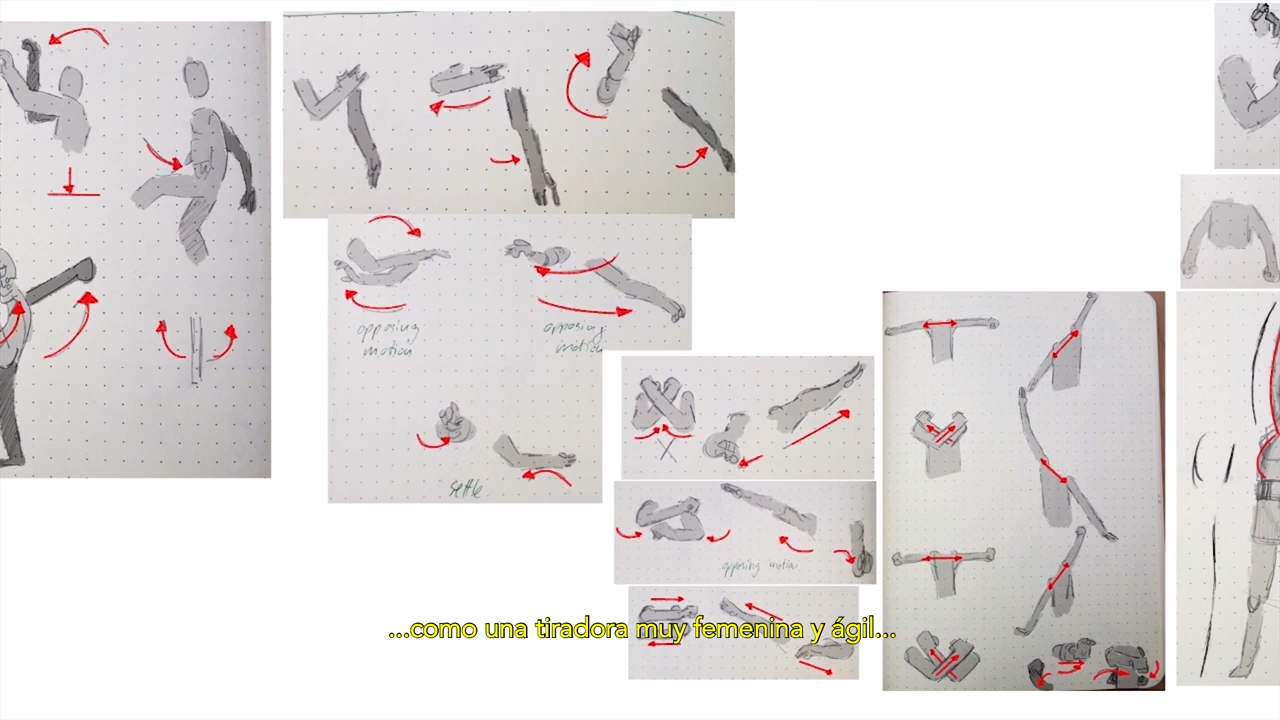 opposing
motion
opposing
motion
settle
opposing motion
...como una tiradora muy femenina y ágil...